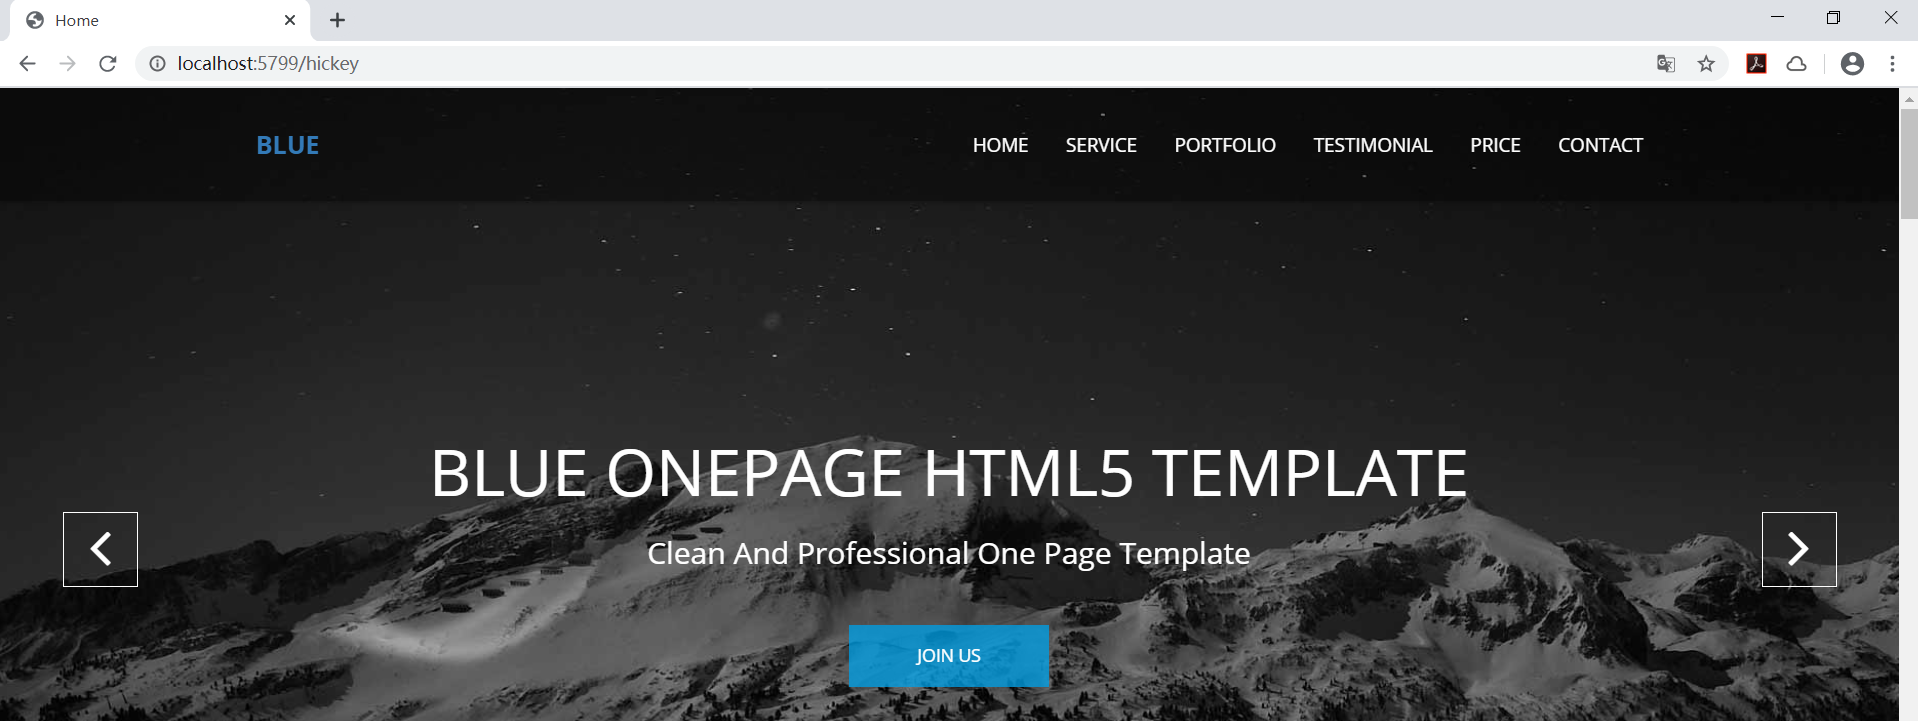 Home
localhost:5799/hickey
BLUE
HOME SERVICE PORTFOLIO TESTIMONIAL PRICE CONTACT
BLUE ONEPAGE HTML5 TEMPLATE
Clean And Professional One Page Template
JOIN US